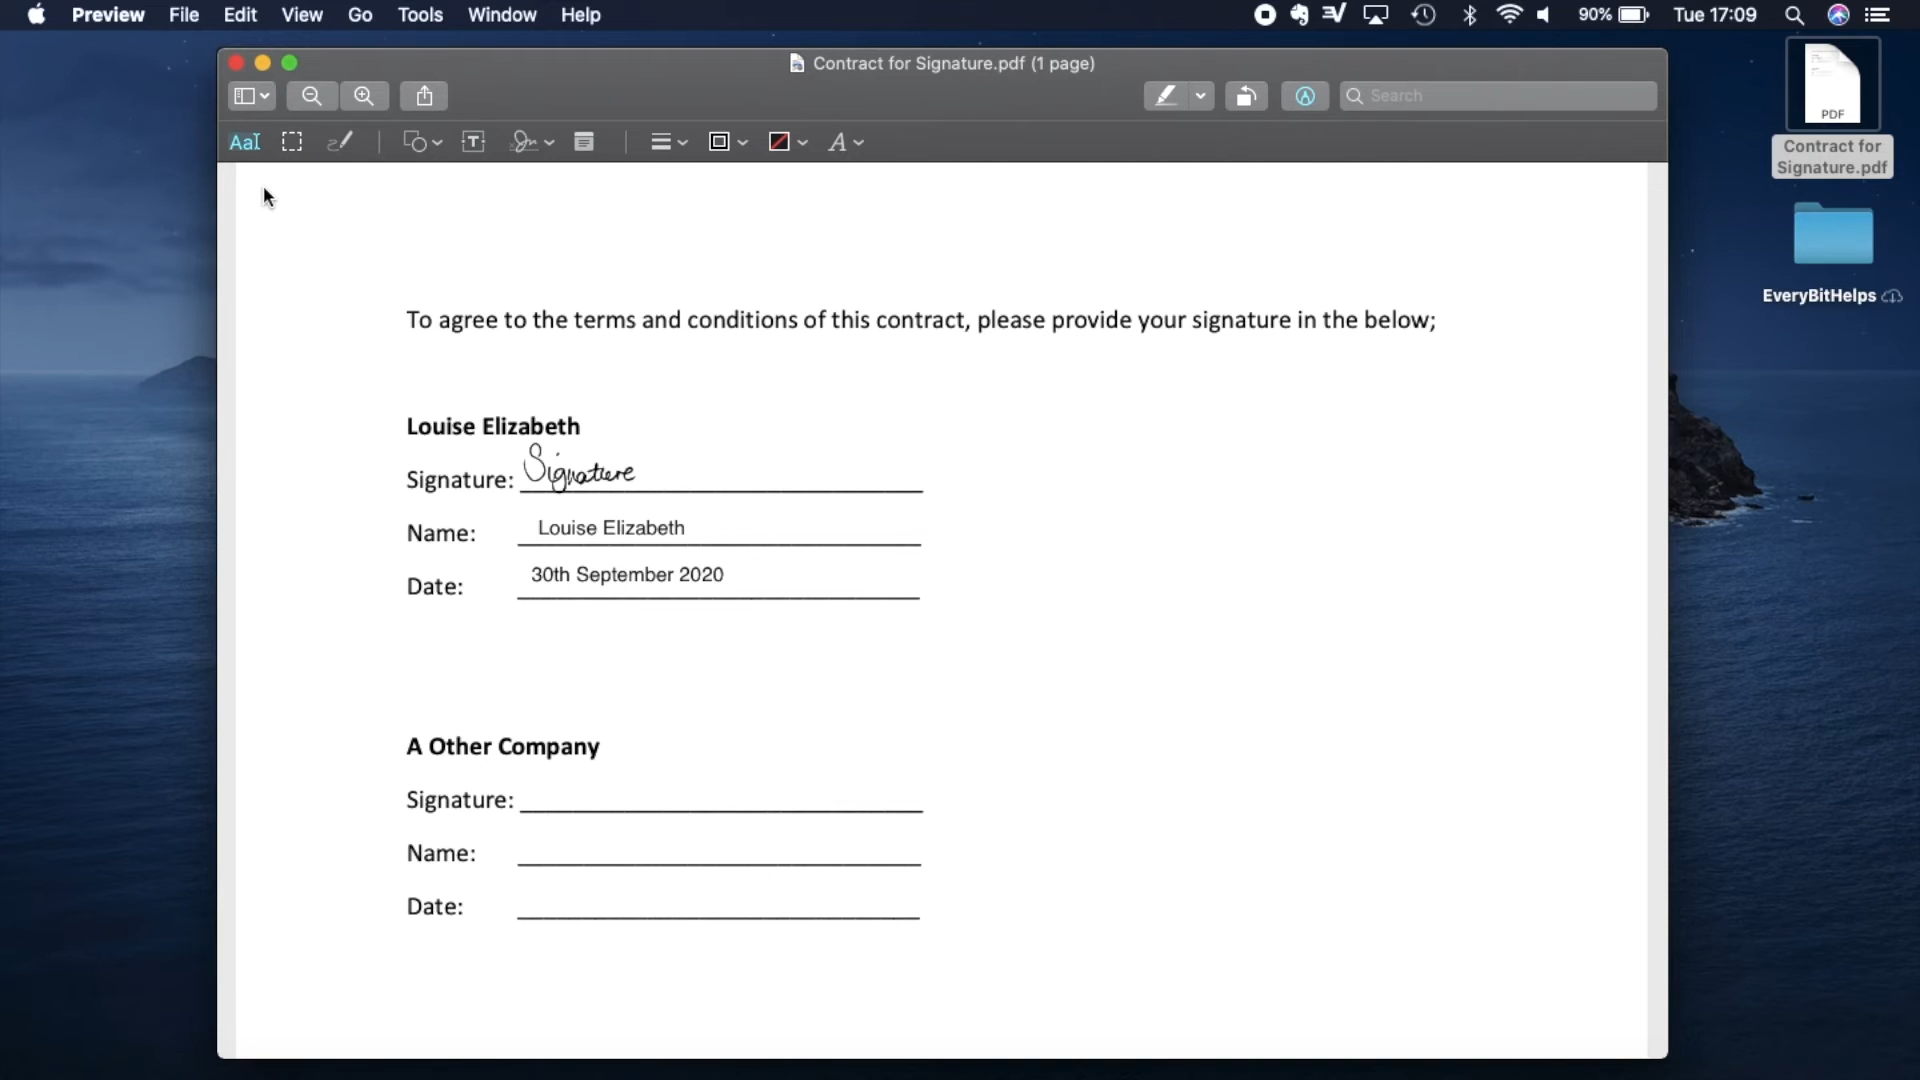 Preview File Edit View Go Tools Window Help 90% Tue 17:09
Contract for Signature.pdf (1 page)
Search
AaI T A
PDF
Contract for
Signature.pdf
EveryBitHelps
To agree to the terms and conditions of this contract, please provide your signature in the below;
Louise Elizabeth
Signature: Signature
Name: Louise Elizabeth
Date: 30th September 2020
A Other Company
Signature:
Name:
Date: